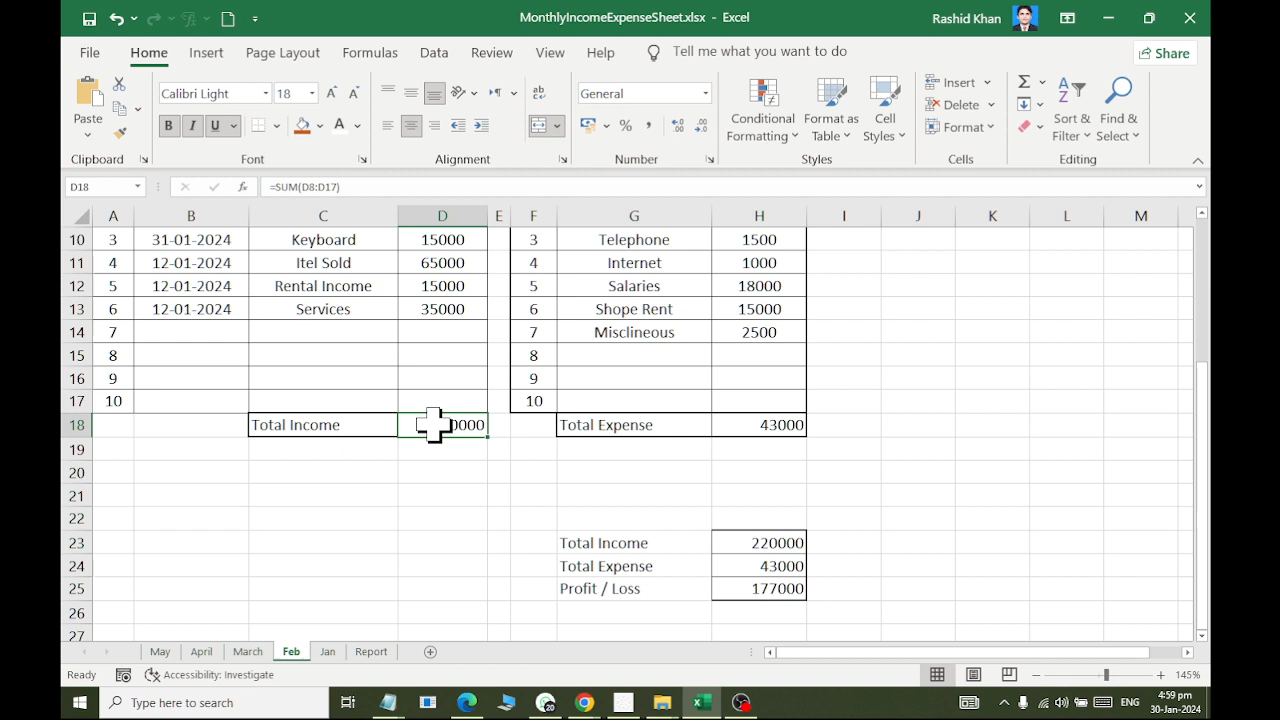 MonthlyIncomeExpenseSheet.xlsx - Excel
Rashid Khan
File Home Insert Page Layout Formulas Data Review View Help Tell me what you want to do Share
Calibri Light 18 General
Paste Conditional Formatting Format as Table Cell Styles Insert Delete Format Sort & Filter Find & Select
Clipboard Font Alignment Number Styles Cells Editing
D18 fx =SUM(D8:D17)
A B C D E F G H I J K L M
10 3 31-01-2024 Keyboard 15000 3 Telephone 1500
11 4 12-01-2024 Itel Sold 65000 4 Internet 1000
12 5 12-01-2024 Rental Income 15000 5 Salaries 18000
13 6 12-01-2024 Services 35000 6 Shope Rent 15000
14 7 7 Misclineous 2500
15 8 8
16 9 9
17 10 10
18 Total Income Total Expense 43000
19
20
21
22
23 Total Income 220000
24 Total Expense 43000
25 Profit / Loss 177000
26
27
May April March Feb Jan Report
Ready Accessibility: Investigate 145%
Type here to search 20 ENG 4:59 pm
30-Jan-2024